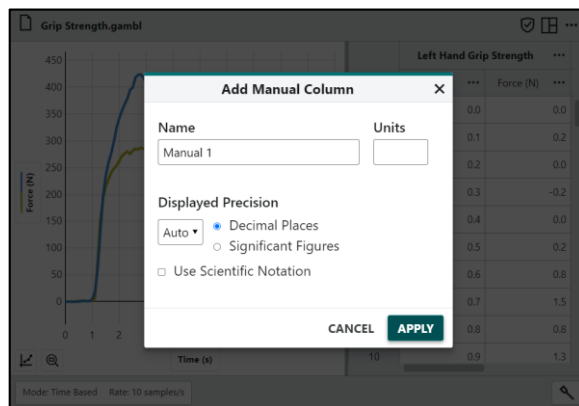 Grip Strength.gambl
450
400
350
300
250
200
150
100
50
0
Force (N)
0 1 2
Time (s)
Left Hand Grip Strength
Force (N)
0.0 0.0
0.1 0.2
0.2 0.0
0.3 -0.2
0.4 0.0
0.5 0.2
0.6 0.8
0.7 1.5
0.8 0.8
10 0.9 1.3
Add Manual Column
Name Units
Manual 1
Displayed Precision
Auto Decimal Places
Significant Figures
Use Scientific Notation
CANCEL APPLY
Mode: Time Based Rate: 10 samples/s